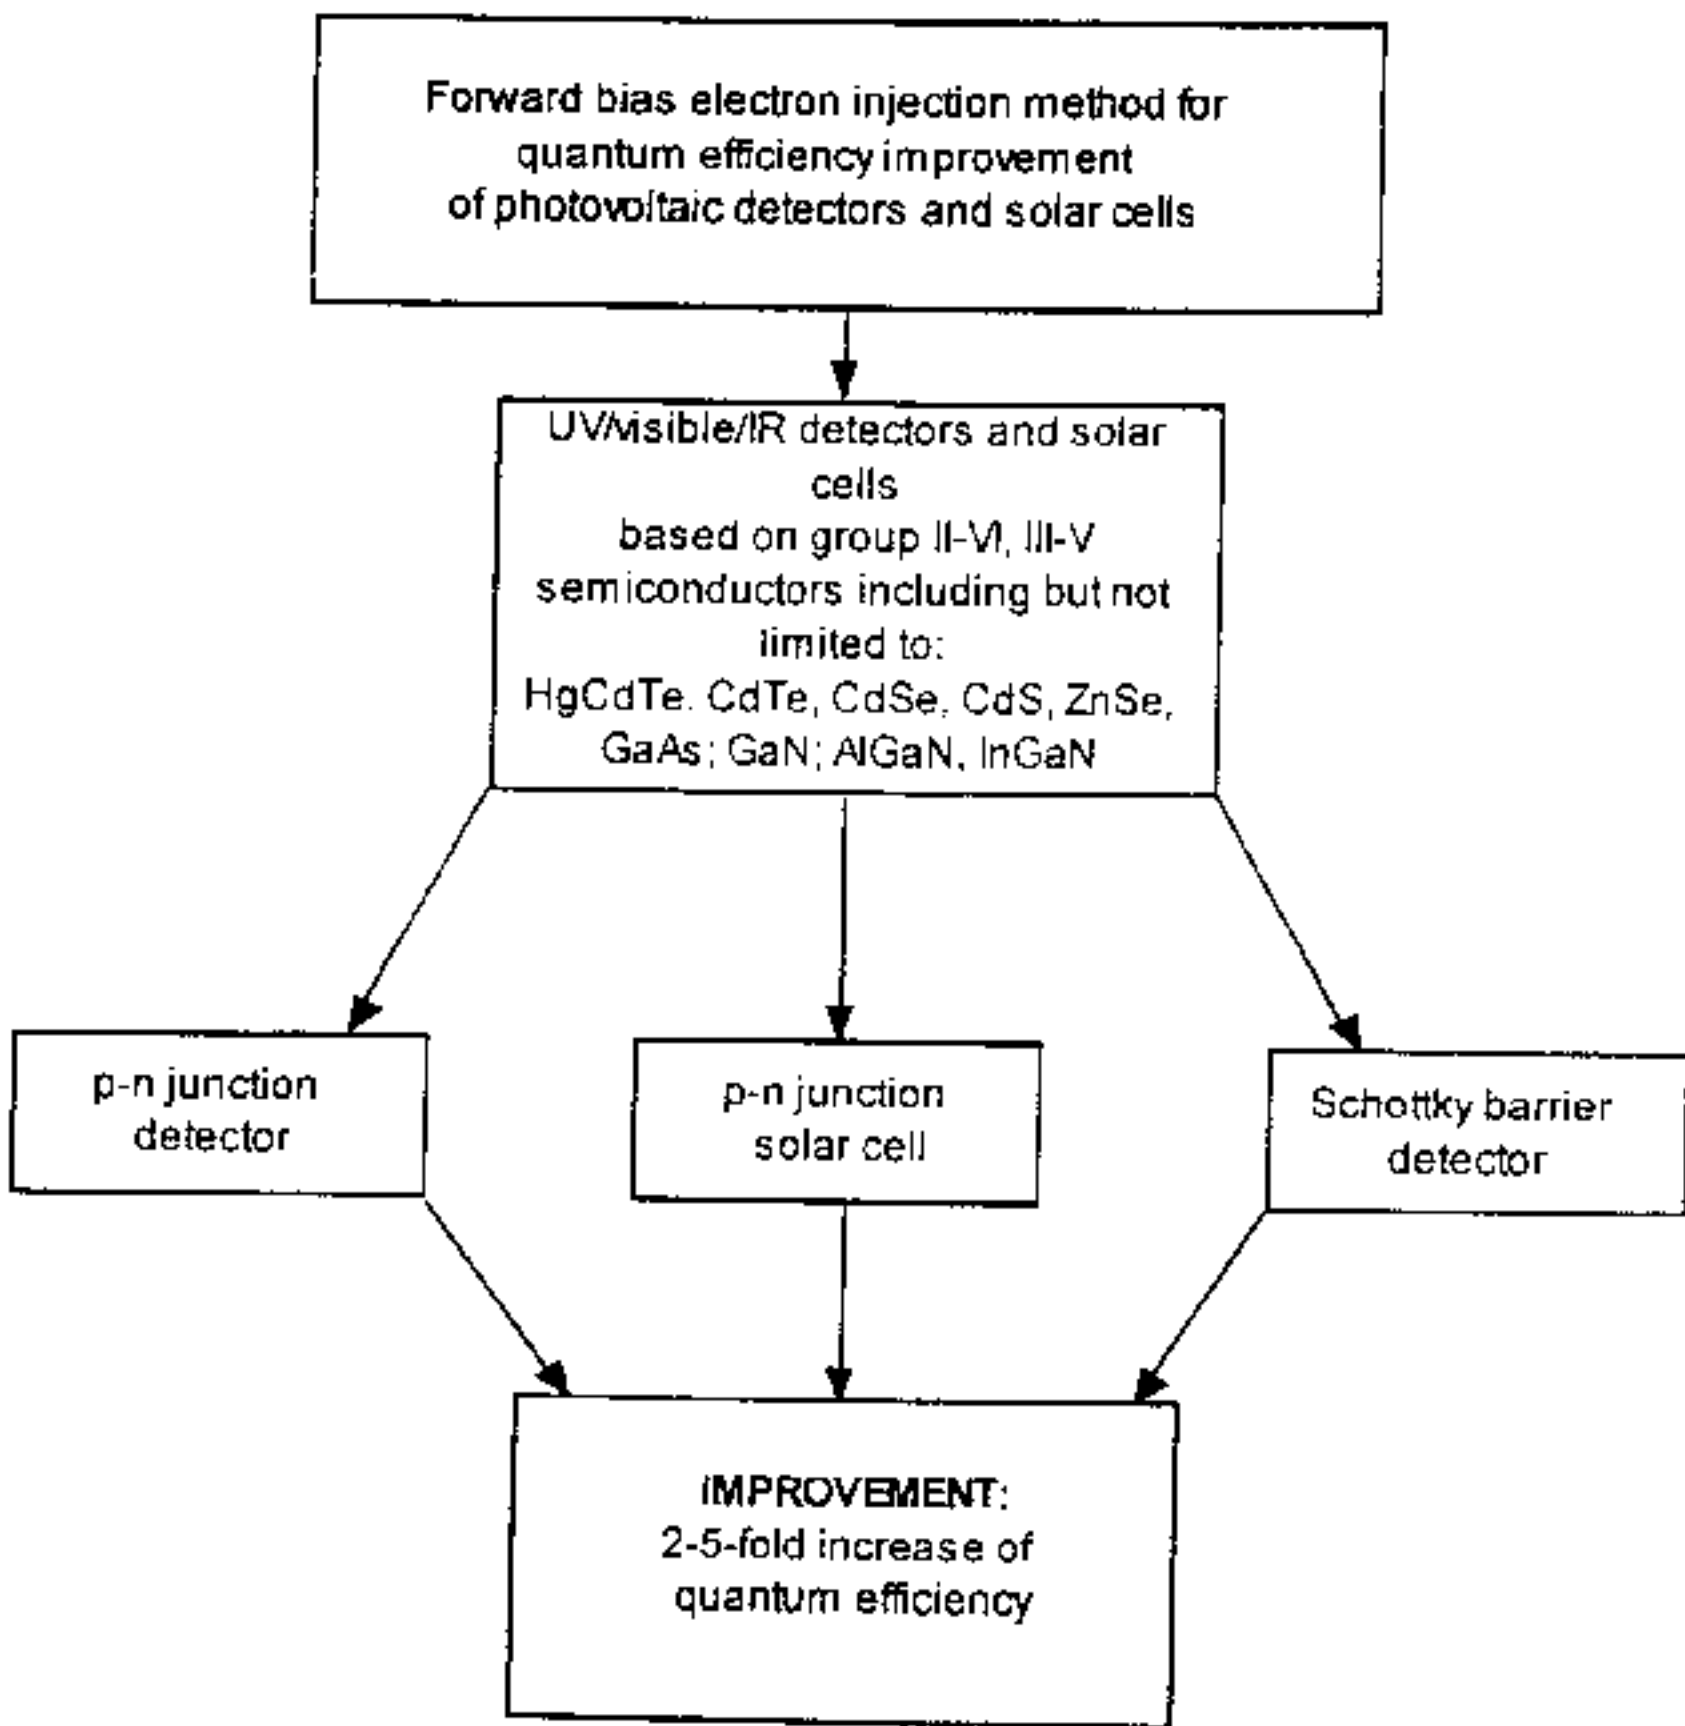 Forward bias electron injection method for
quantum efficiency improvement
of photovoltaic detectors and solar cells
UV/visible/IR detectors and solar
cells
based on group II-VI, III-V
semiconductors including but not
limited to:
HgCdTe. CdTe, CdSe, CdS, ZnSe,
GaAs; GaN; AlGaN, InGaN
p-n junction
detector
p-n junction
solar cell
Schottky barrier
detector
IMPROVEMENT:
2-5-fold increase of
quantum efficiency